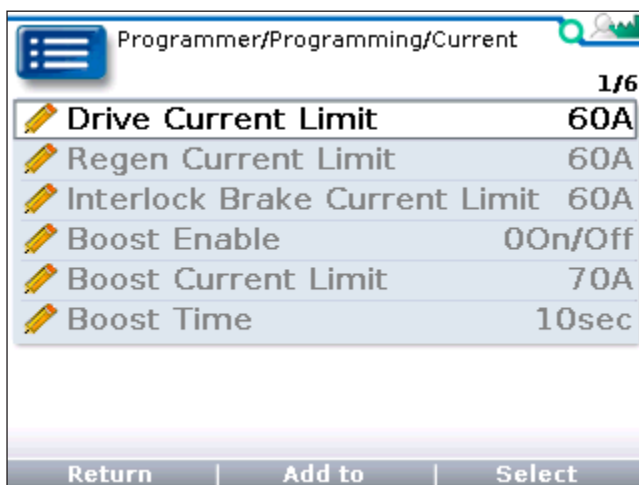 Programmer/Programming/Current
1/6
Drive Current Limit 60A
Regen Current Limit 60A
Interlock Brake Current Limit 60A
Boost Enable 0On/Off
Boost Current Limit 70A
Boost Time 10sec
Return | Add to | Select